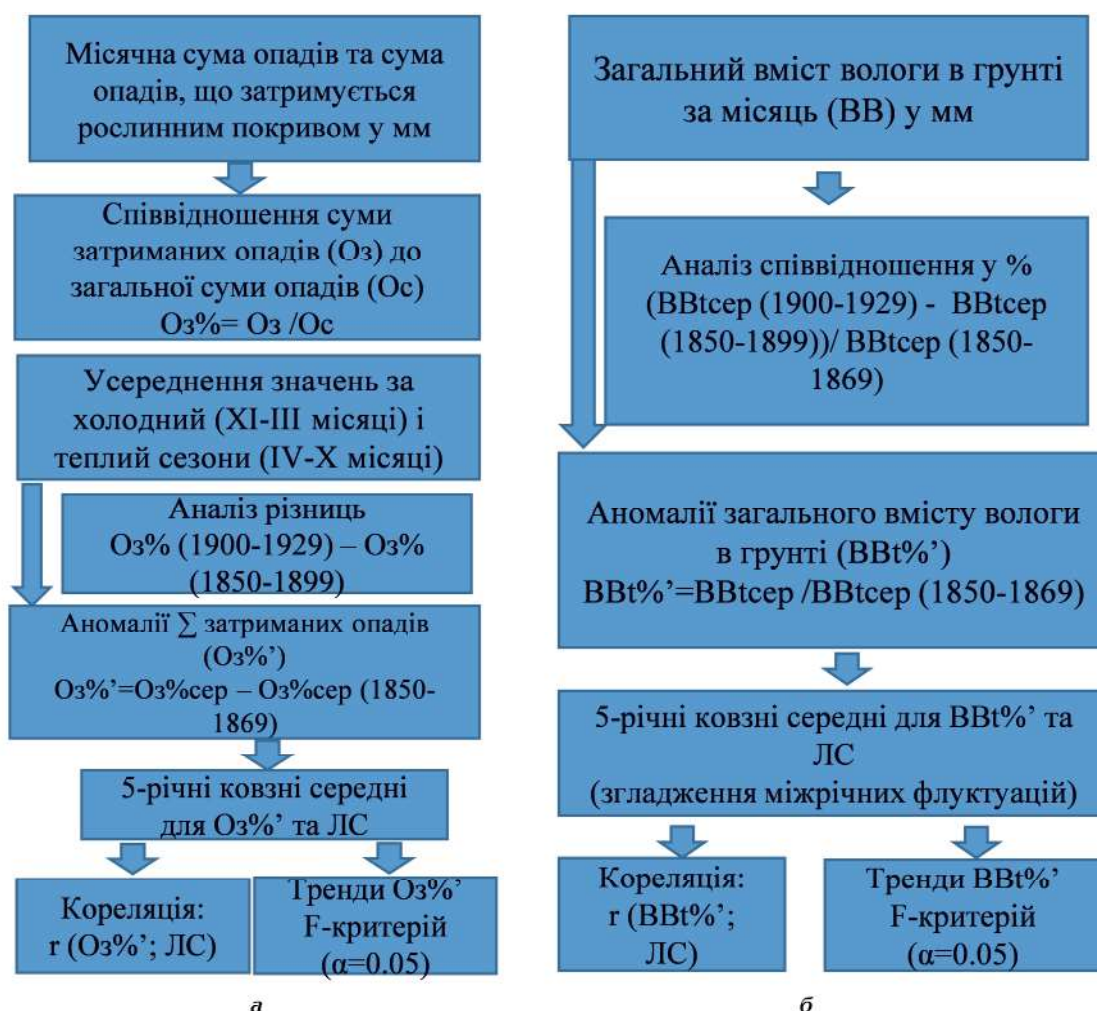 Місячна сума опадів та сума
опадів, що затримується
рослинним покривом у мм
Співвідношення суми
затриманих опадів (Оз) до
загальної суми опадів (Ос)
Оз%= Оз /Ос
Усереднення значень за
холодний (XI-III місяці) і
теплий сезони (IV-X місяці)
Аналіз різниць
Оз% (1900-1929) – Оз%
(1850-1899)
Аномалії ∑ затриманих опадів
(Оз%’)
Оз%’=Оз%сер – Оз%сер (1850-
1869)
5-річні ковзні середні
для Оз%’ та ЛС
Кореляція:
r (Оз%’; ЛС)
Тренди Оз%’
F-критерій
(α=0.05)
а
Загальний вміст вологи в грунті
за місяць (ВВ) у мм
Аналіз співвідношення у %
(ВВtсер (1900-1929) - ВВtсер
(1850-1899))/ ВВtсер (1850-
1869)
Аномалії загального вмісту вологи
в грунті (ВВt%’)
ВВt%’=ВВtсер /ВВtсер (1850-1869)
5-річні ковзні середні для ВВt%’ та
ЛС
(згладження міжрічних флуктуацій)
Кореляція:
r (ВВt%’;
ЛС)
Тренди ВВt%’
F-критерій
(α=0.05)
б